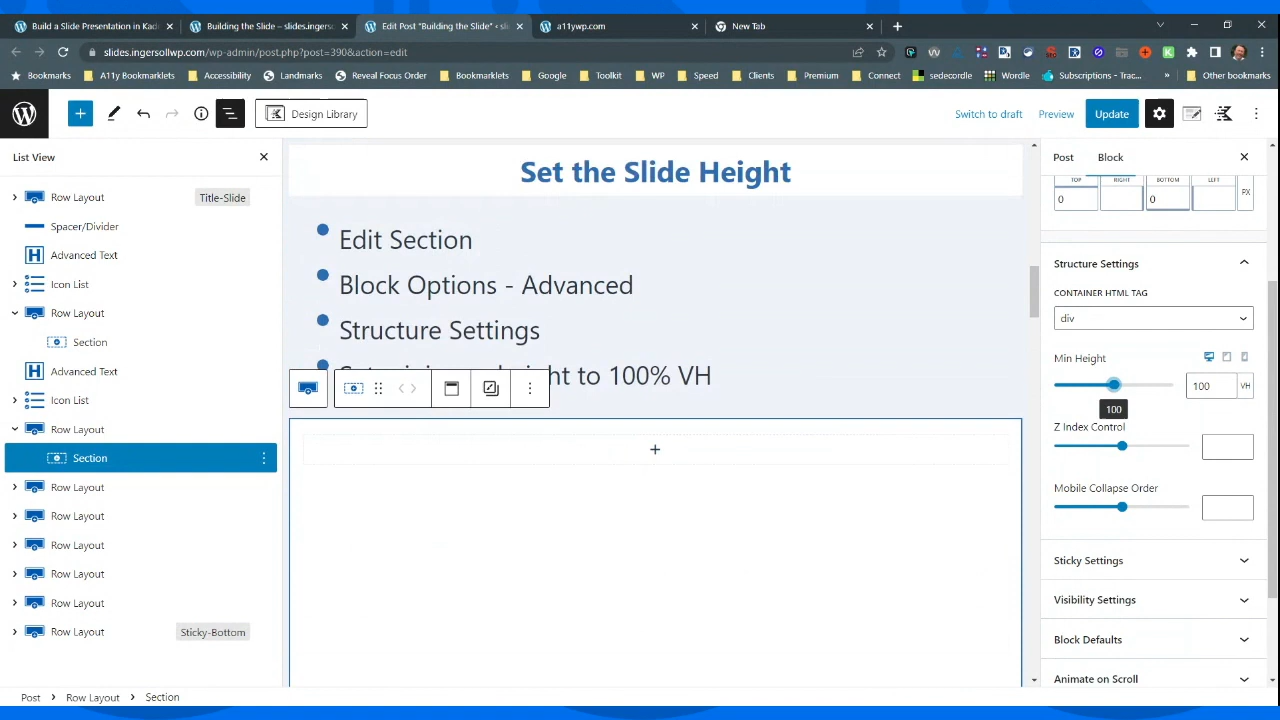 Build a Slide Presentation in Kad
Building the Slide – slides.ingers
Edit Post "Building the Slide" ‹ sl
a11ywp.com
New Tab
slides.ingersollwp.com/wp-admin/post.php?post=390&action=edit
Bookmarks
A11y Bookmarklets
Accessibility
Landmarks
Reveal Focus Order
Bookmarklets
Google
Toolkit
WP
Speed
Clients
Premium
Connect
sedecordle
Wordle
Subscriptions - Trac...
»
Other bookmarks
Design Library
Switch to draft
Preview
Update
List View
Row Layout
Title-Slide
Spacer/Divider
Advanced Text
Icon List
Row Layout
Section
Advanced Text
Icon List
Row Layout
Section
Row Layout
Row Layout
Row Layout
Row Layout
Row Layout
Row Layout
Sticky-Bottom
Set the Slide Height
Edit Section
Block Options - Advanced
Structure Settings
ht to 100% VH
Post
Block
TOP
RIGHT
BOTTOM
LEFT
0
0
PX
Structure Settings
CONTAINER HTML TAG
div
Min Height
100
VH
100
Z Index Control
Mobile Collapse Order
Sticky Settings
Visibility Settings
Block Defaults
Animate on Scroll
Post
Row Layout
Section